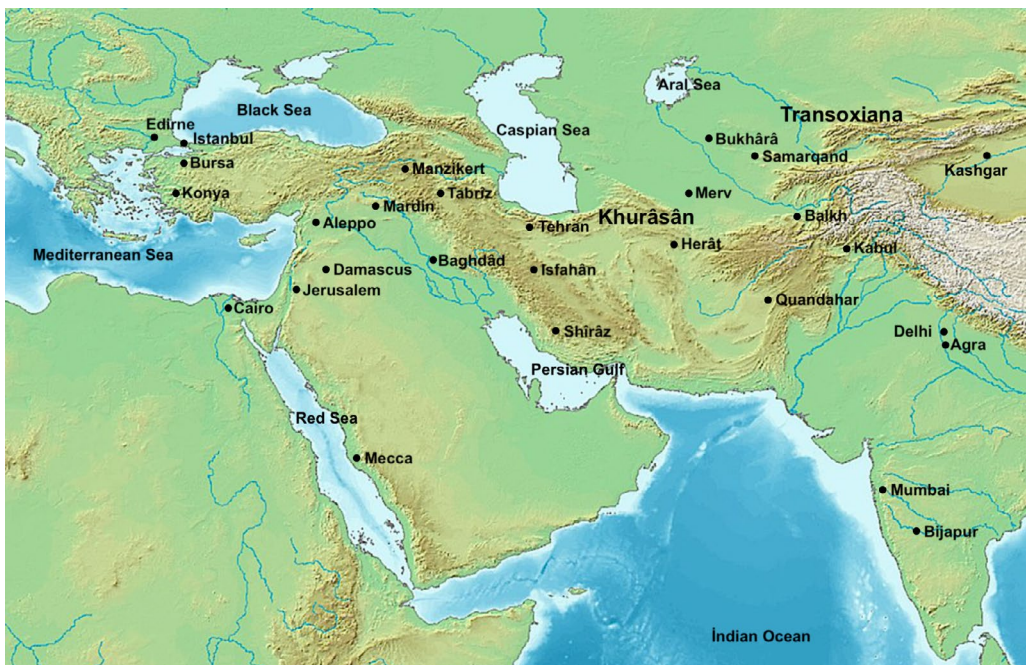 Aral Sea
Black Sea
Transoxiana
Edirne
Caspian Sea
Istanbul
Bukhârâ
Samarqand
Bursa
Manzikert
Kashgar
Konya
Tabrîz
Merv
Mardin
Khurâsân
Balkh
Aleppo
Tehran
Herât
Kabul
Mediterranean Sea
Baghdâd
Damascus
Isfahân
Jerusalem
Quandahar
Cairo
Shîrâz
Delhi
Agra
Persian Gulf
Red Sea
Mecca
Mumbai
Bijapur
İndian Ocean